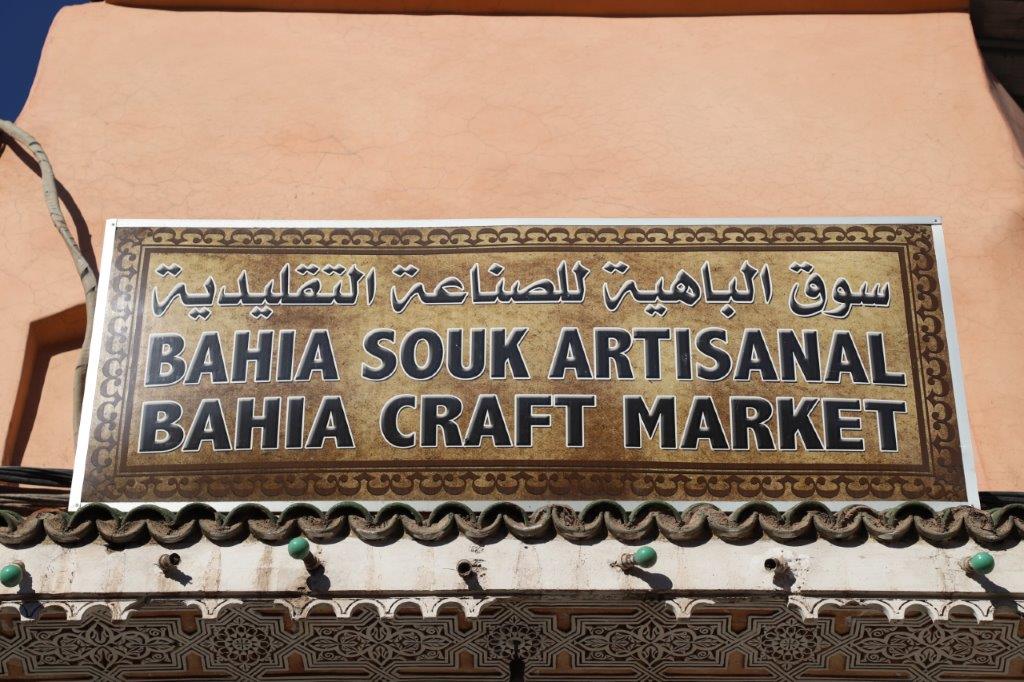 سوق الباهية للصناعة التقليدية
BAHIA SOUK ARTISANAL
BAHIA CRAFT MARKET